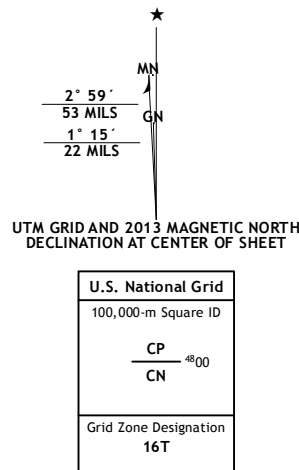 MN
2° 59´
53 MILS
GN
1° 15´
22 MILS
UTM GRID AND 2013 MAGNETIC NORTH
DECLINATION AT CENTER OF SHEET
U.S. National Grid
100,000-m Square ID
CP
4800
CN
Grid Zone Designation
16T